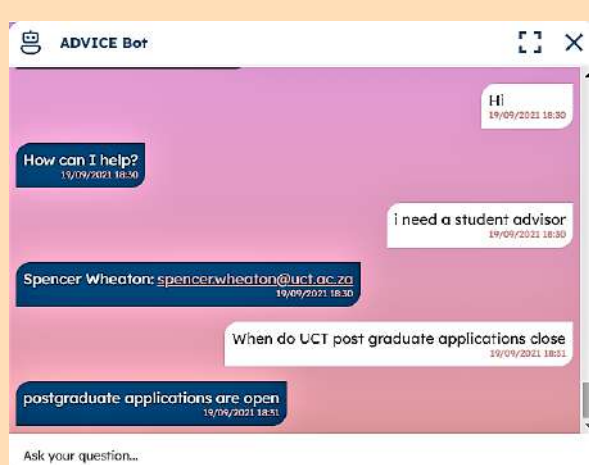 ADVICE Bot
Hi
19/09/2021 18:30
How can I help?
19/09/2021 18:30
i need a student advisor
19/09/2021 18:30
Spencer Wheaton: spencer.wheaton@uct.ac.za
19/09/2021 18:30
When do UCT post graduate applications close
19/09/2021 18:31
postgraduate applications are open
19/09/2021 18:31
Ask your question...